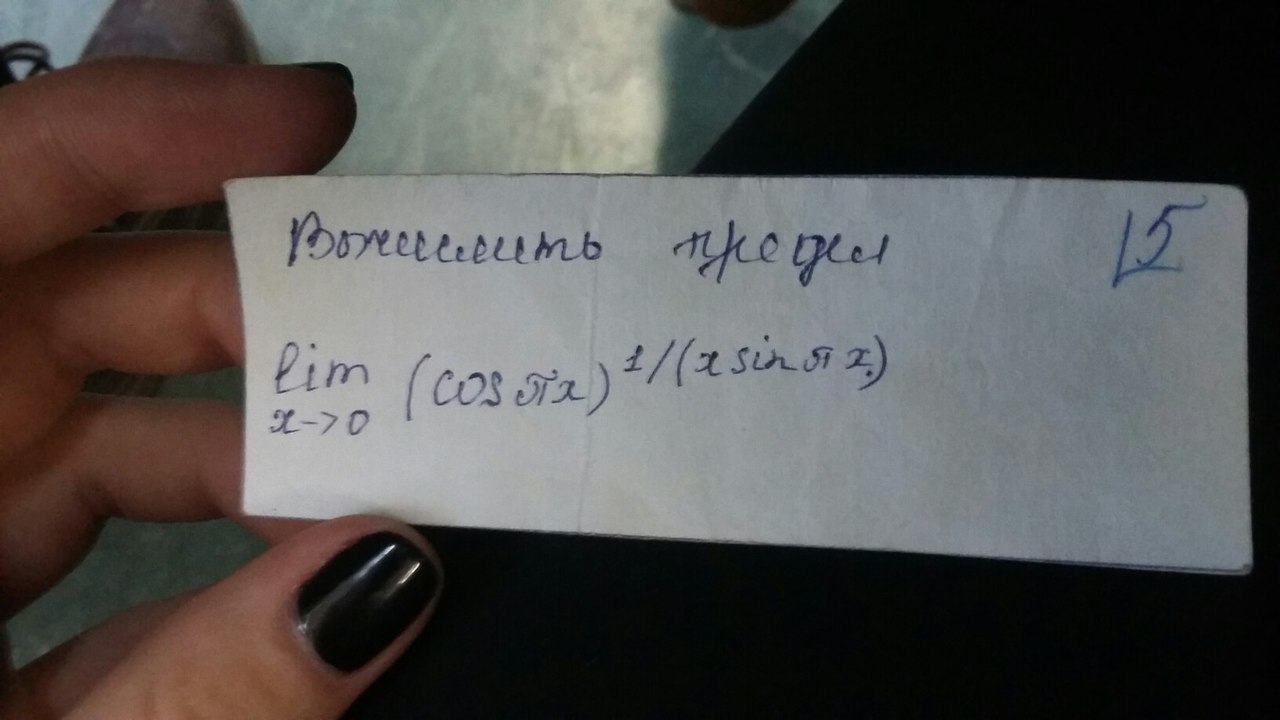 Вычислить предел 15
lim (cos πx)^1/(x sin πx)
x->0